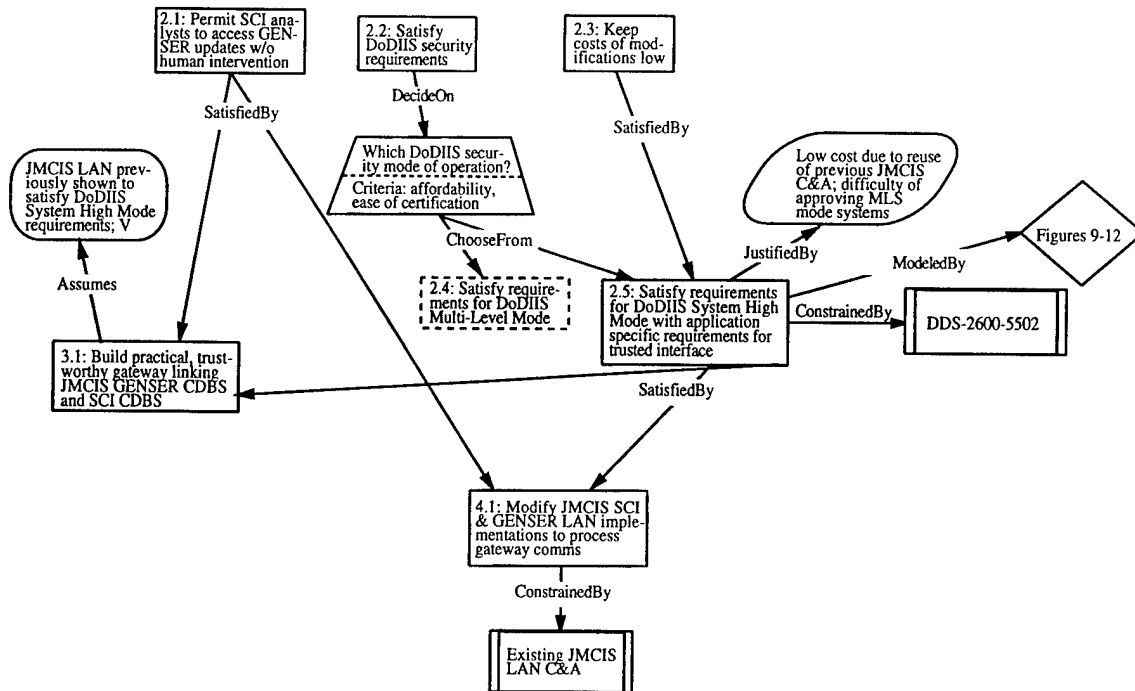 2.1: Permit SCI an-
alysts to access GEN-
SER updates w/o
human intervention
2.2: Satisfy
DoDIIS security
requirements
2.3: Keep
costs of mod-
ifications low
DecideOn
SatisfiedBy
SatisfiedBy
Which DoDIIS secur-
ity mode of operation?
Criteria: affordability,
ease of certification
JMCIS LAN prev-
iously shown to
satisfy DoDIIS
System High Mode
requirements; V
Low cost due to reuse
of previous JMCIS
C&A; difficulty of
approving MLS
mode systems
Figures 9-12
ChooseFrom
JustifiedBy
ModeledBy
Assumes
2.4: Satisfy require-
ments for DoDIIS
Multi-Level Mode
2.5: Satisfy requirements
for DoDIIS System High
Mode with application
specific requirements for
trusted interface
ConstrainedBy
DDS-2600-5502
3.1: Build practical, trust-
worthy gateway linking
JMCIS GENSER CDBS
and SCI CDBS
SatisfiedBy
4.1: Modify JMCIS SCI
& GENSER LAN imple-
mentations to process
gateway comms
ConstrainedBy
Existing JMCIS
LAN C&A